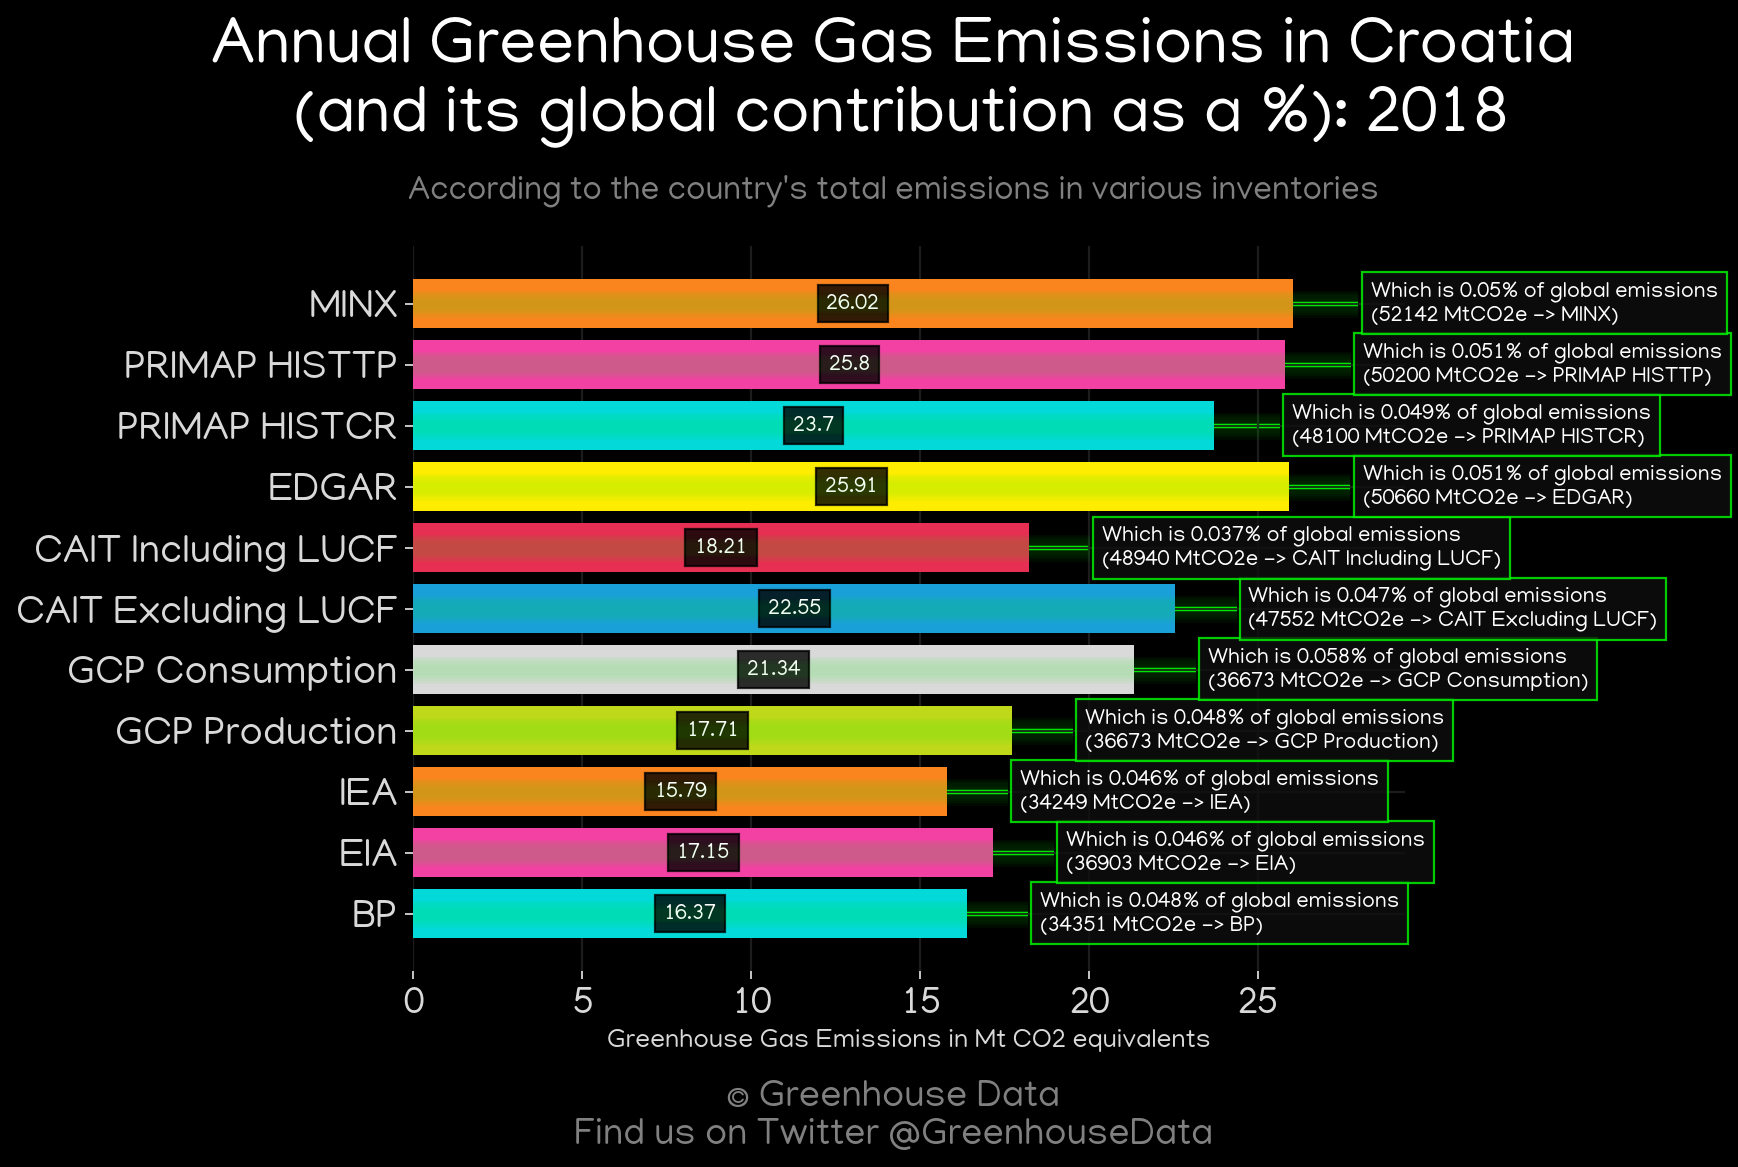 Annual Greenhouse Gas Emissions in Croatia
(and its global contribution as a %): 2018
According to the country's total emissions in various inventories
MINX
26.02
Which is 0.05% of global emissions
(52142 MtCO2e -> MINX)
PRIMAP HISTTP
25.8
Which is 0.051% of global emissions
(50200 MtCO2e -> PRIMAP HISTTP)
PRIMAP HISTCR
23.7
Which is 0.049% of global emissions
(48100 MtCO2e -> PRIMAP HISTCR)
EDGAR
25.91
Which is 0.051% of global emissions
(50660 MtCO2e -> EDGAR)
CAIT Including LUCF
18.21
Which is 0.037% of global emissions
(48940 MtCO2e -> CAIT Including LUCF)
CAIT Excluding LUCF
22.55
Which is 0.047% of global emissions
(47552 MtCO2e -> CAIT Excluding LUCF)
GCP Consumption
21.34
Which is 0.058% of global emissions
(36673 MtCO2e -> GCP Consumption)
GCP Production
17.71
Which is 0.048% of global emissions
(36673 MtCO2e -> GCP Production)
IEA
15.79
Which is 0.046% of global emissions
(34249 MtCO2e -> IEA)
EIA
17.15
Which is 0.046% of global emissions
(36903 MtCO2e -> EIA)
BP
16.37
Which is 0.048% of global emissions
(34351 MtCO2e -> BP)
0 5 10 15 20 25
Greenhouse Gas Emissions in Mt CO2 equivalents
© Greenhouse Data
Find us on Twitter @GreenhouseData